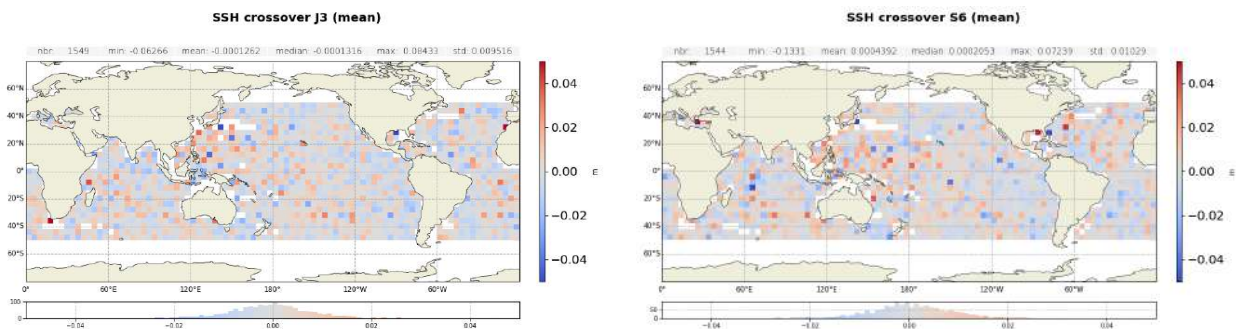 SSH crossover J3 (mean)
nbr: 1549 min: -0.06266 mean: -0.0001262 median: -0.0001316 max: 0.08433 std: 0.009516
60°N
40°N
20°N
0°
20°S
40°S
60°S
0° 60°E 120°E 180° 120°W 60°W
0.04
0.02
0.00
−0.02
−0.04
m
100
0
−0.04 −0.02 0.00 0.02 0.04
SSH crossover S6 (mean)
nbr: 1544 min: -0.1331 mean: 0.0004392 median: 0.0002053 max: 0.07239 std: 0.01029
60°N
40°N
20°N
0°
20°S
40°S
60°S
0° 60°E 120°E 180° 120°W 60°W
0.04
0.02
0.00
−0.02
−0.04
m
50
0
−0.04 −0.02 0.00 0.02 0.04